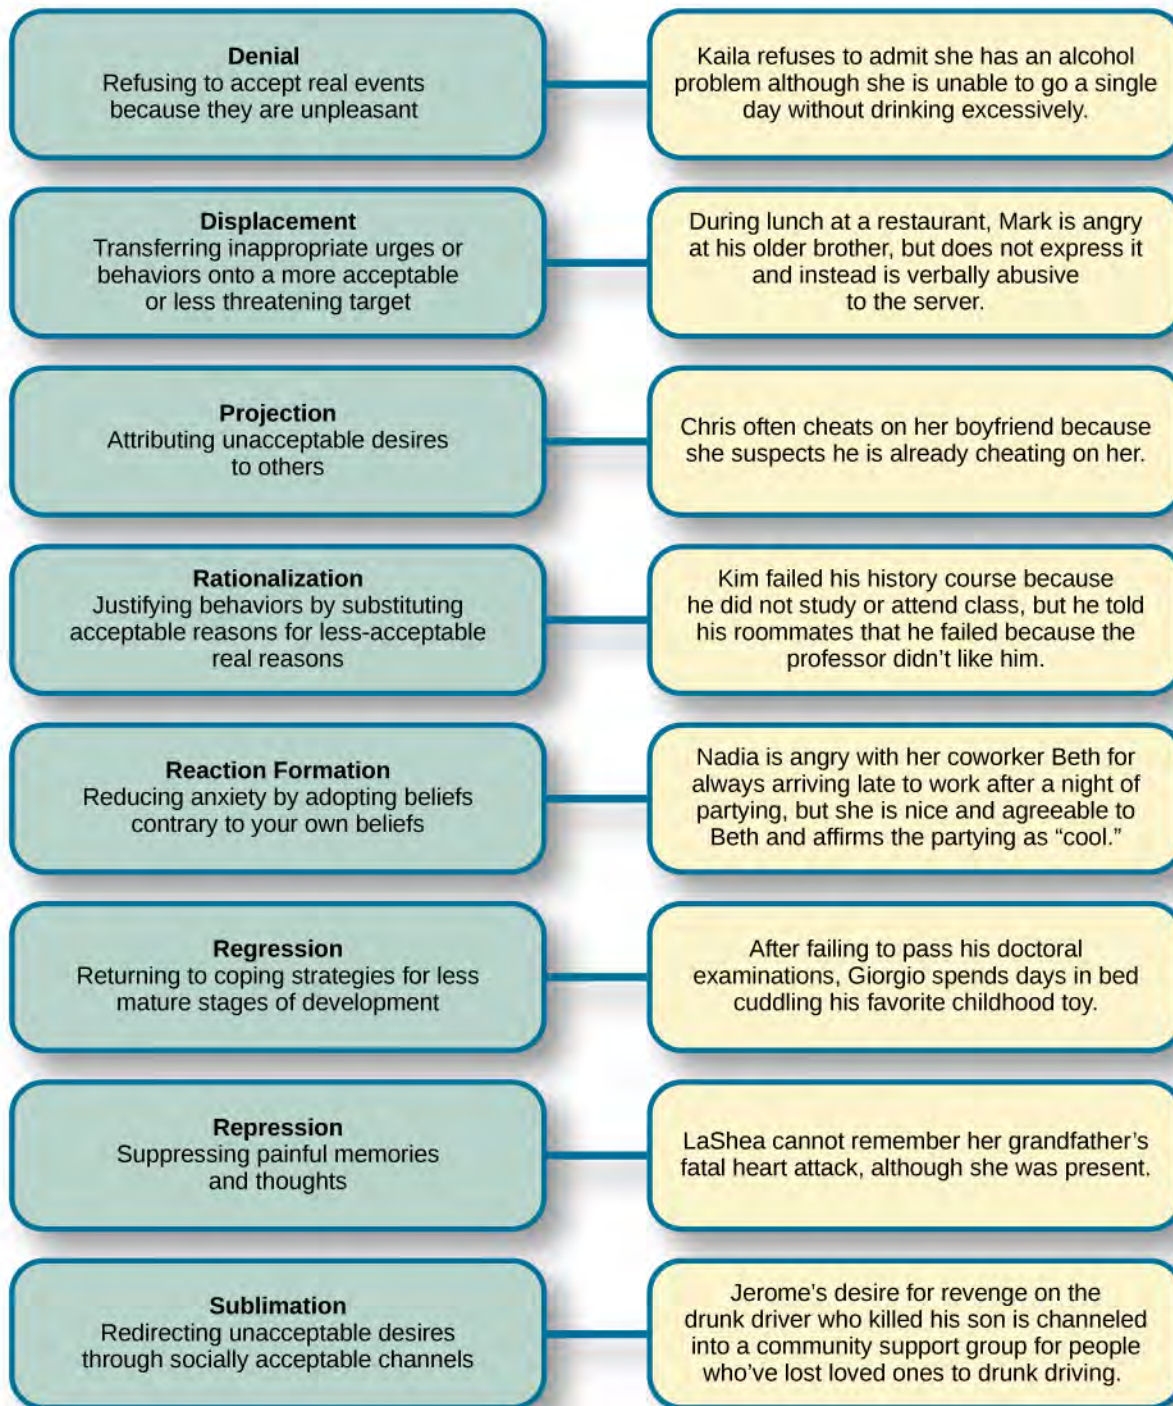 Denial
Refusing to accept real events
because they are unpleasant
Kaila refuses to admit she has an alcohol
problem although she is unable to go a single
day without drinking excessively.
Displacement
Transferring inappropriate urges or
behaviors onto a more acceptable
or less threatening target
During lunch at a restaurant, Mark is angry
at his older brother, but does not express it
and instead is verbally abusive
to the server.
Projection
Attributing unacceptable desires
to others
Chris often cheats on her boyfriend because
she suspects he is already cheating on her.
Rationalization
Justifying behaviors by substituting
acceptable reasons for less-acceptable
real reasons
Kim failed his history course because
he did not study or attend class, but he told
his roommates that he failed because the
professor didn’t like him.
Reaction Formation
Reducing anxiety by adopting beliefs
contrary to your own beliefs
Nadia is angry with her coworker Beth for
always arriving late to work after a night of
partying, but she is nice and agreeable to
Beth and affirms the partying as “cool.”
Regression
Returning to coping strategies for less
mature stages of development
After failing to pass his doctoral
examinations, Giorgio spends days in bed
cuddling his favorite childhood toy.
Repression
Suppressing painful memories
and thoughts
LaShea cannot remember her grandfather’s
fatal heart attack, although she was present.
Sublimation
Redirecting unacceptable desires
through socially acceptable channels
Jerome’s desire for revenge on the
drunk driver who killed his son is channeled
into a community support group for people
who’ve lost loved ones to drunk driving.